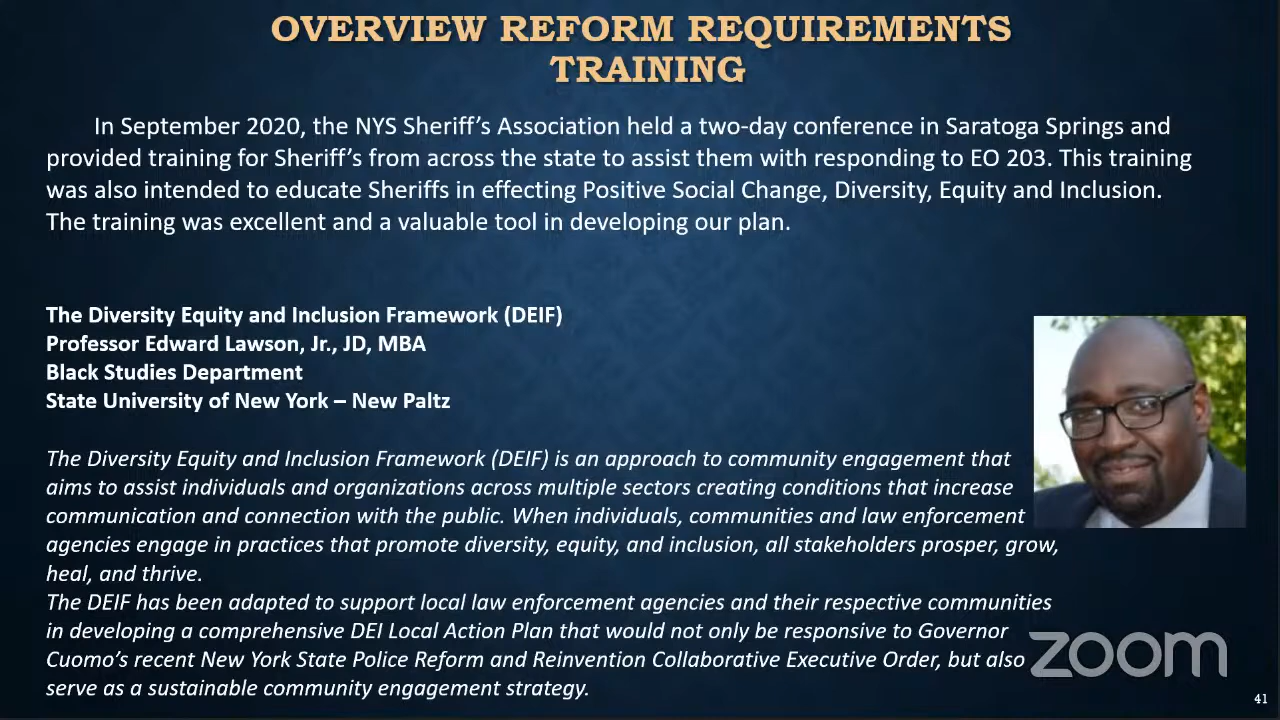 OVERVIEW REFORM REQUIREMENTS
TRAINING
In September 2020, the NYS Sheriff's Association held a two-day conference in Saratoga Springs and
provided training for Sheriff's from across the state to assist them with responding to EO 203. This training
was also intended to educate Sheriffs in effecting Positive Social Change, Diversity, Equity and Inclusion.
The training was excellent and a valuable tool in developing our plan.
The Diversity Equity and Inclusion Framework (DEIF)
Professor Edward Lawson, Jr., JD, MBA
Black Studies Department
State University of New York – New Paltz
The Diversity Equity and Inclusion Framework (DEIF) is an approach to community engagement that
aims to assist individuals and organizations across multiple sectors creating conditions that increase
communication and connection with the public. When individuals, communities and law enforcement
agencies engage in practices that promote diversity, equity, and inclusion, all stakeholders prosper, grow,
heal, and thrive.
The DEIF has been adapted to support local law enforcement agencies and their respective communities
in developing a comprehensive DEI Local Action Plan that would not only be responsive to Governor
Cuomo's recent New York State Police Reform and Reinvention Collaborative Executive Order, but also
serve as a sustainable community engagement strategy.
zoom
41